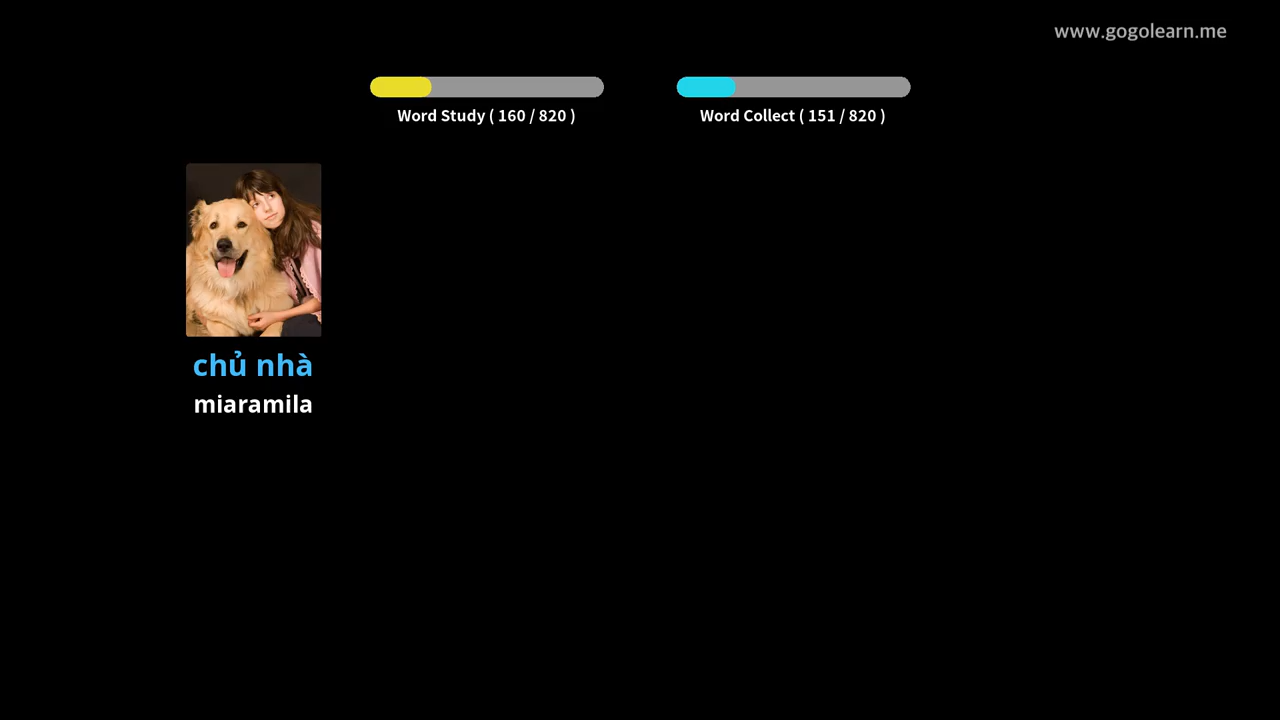 www.gogolearn.me
Word Study ( 160 / 820 )
Word Collect ( 151 / 820 )
chủ nhà
miaramila